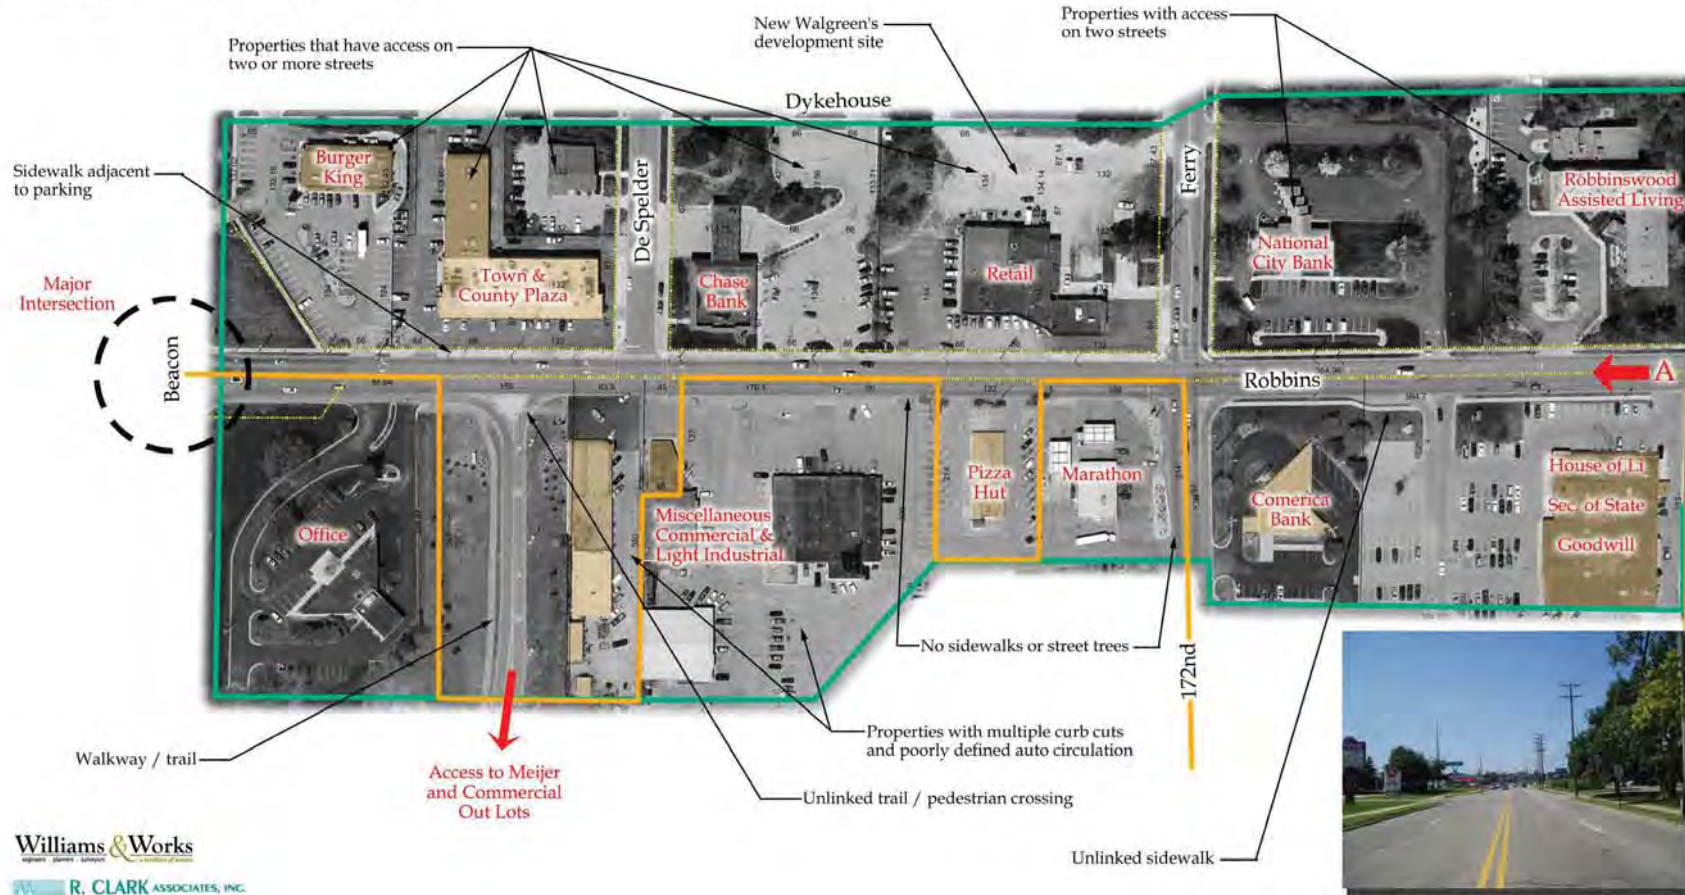 Properties that have access on
two or more streets
New Walgreen's
development site
Properties with access
on two streets
Dykehouse
Sidewalk adjacent
to parking
Burger
King
De Spelder
Ferry
Robbinswood
Assisted Living
Town &
County Plaza
Chase
Bank
Retail
National
City Bank
Major
Intersection
Beacon
Robbins
A
Office
Miscellaneous
Commercial &
Light Industrial
Pizza
Hut
Marathon
Comerica
Bank
House of Li
Sec. of State
Goodwill
No sidewalks or street trees
172nd
Walkway / trail
Access to Meijer
and Commercial
Out Lots
Properties with multiple curb cuts
and poorly defined auto circulation
Unlinked trail / pedestrian crossing
Unlinked sidewalk
Williams & Works
engineers planners surveyors
R. CLARK ASSOCIATES, INC.